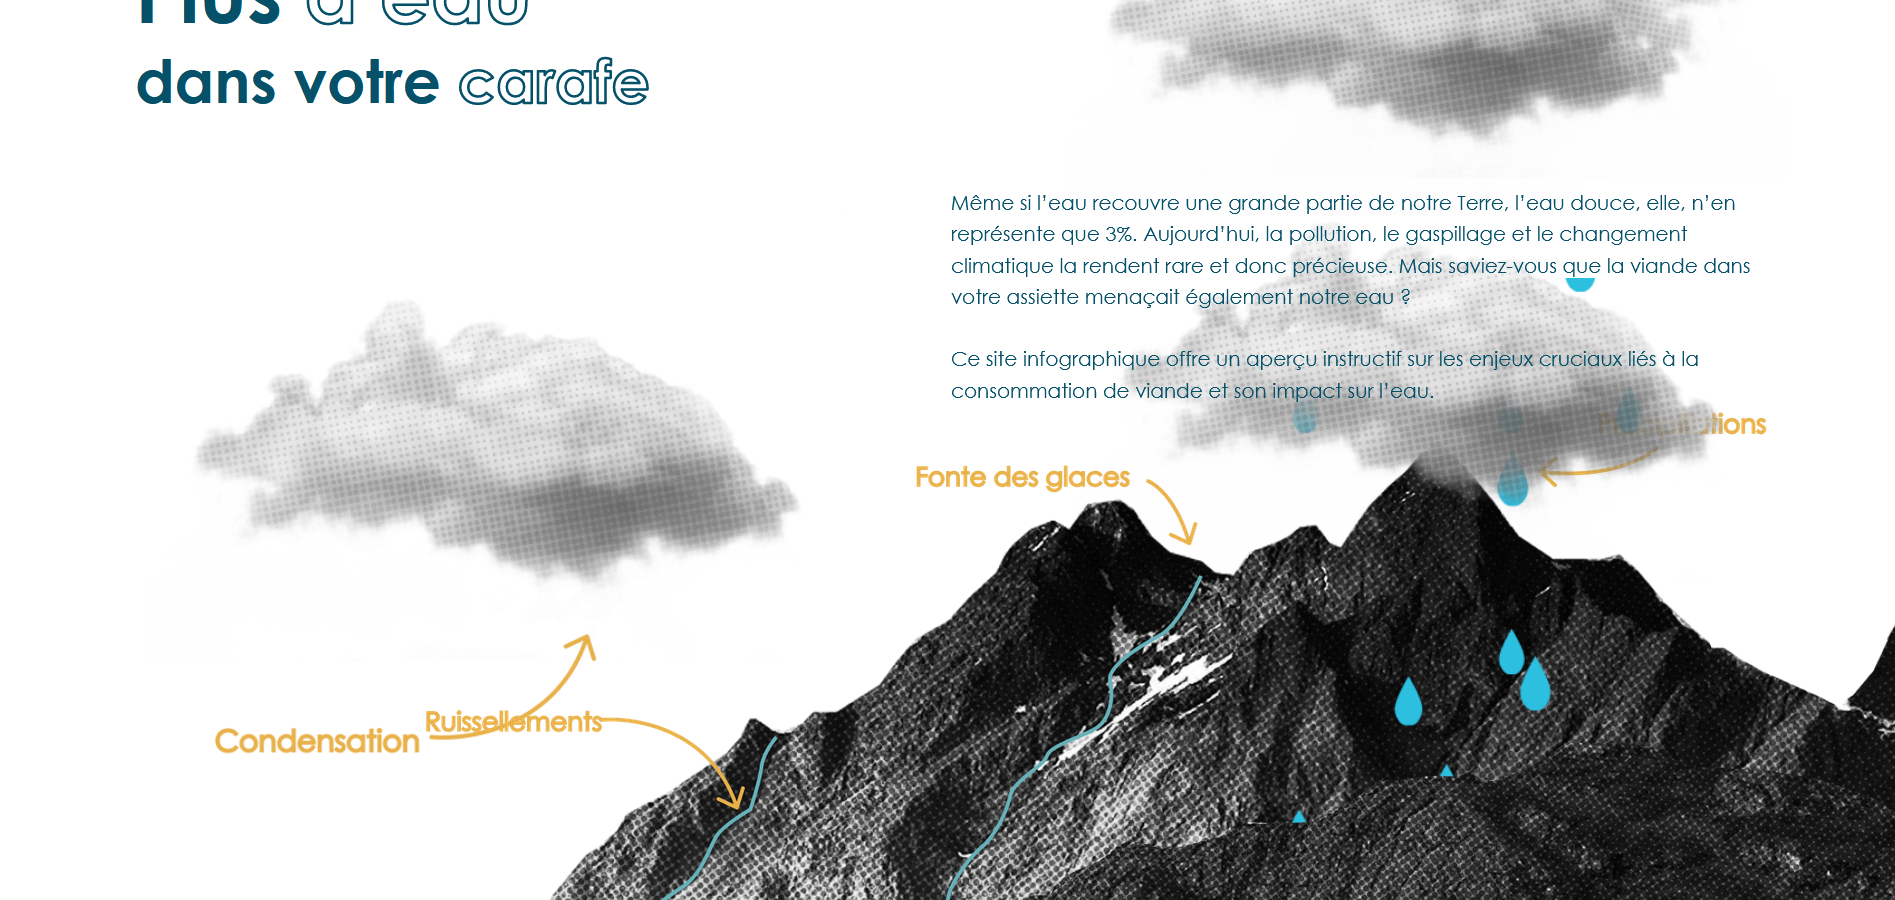 Plus d'eau
dans votre carafe
Même si l’eau recouvre une grande partie de notre Terre, l’eau douce, elle, n’en
représente que 3%. Aujourd’hui, la pollution, le gaspillage et le changement
climatique la rendent rare et donc précieuse. Mais saviez-vous que la viande dans
votre assiette menaçait également notre eau ?
Ce site infographique offre un aperçu instructif sur les enjeux cruciaux liés à la
consommation de viande et son impact sur l’eau.
Fonte des glaces
Condensation
Ruissellements